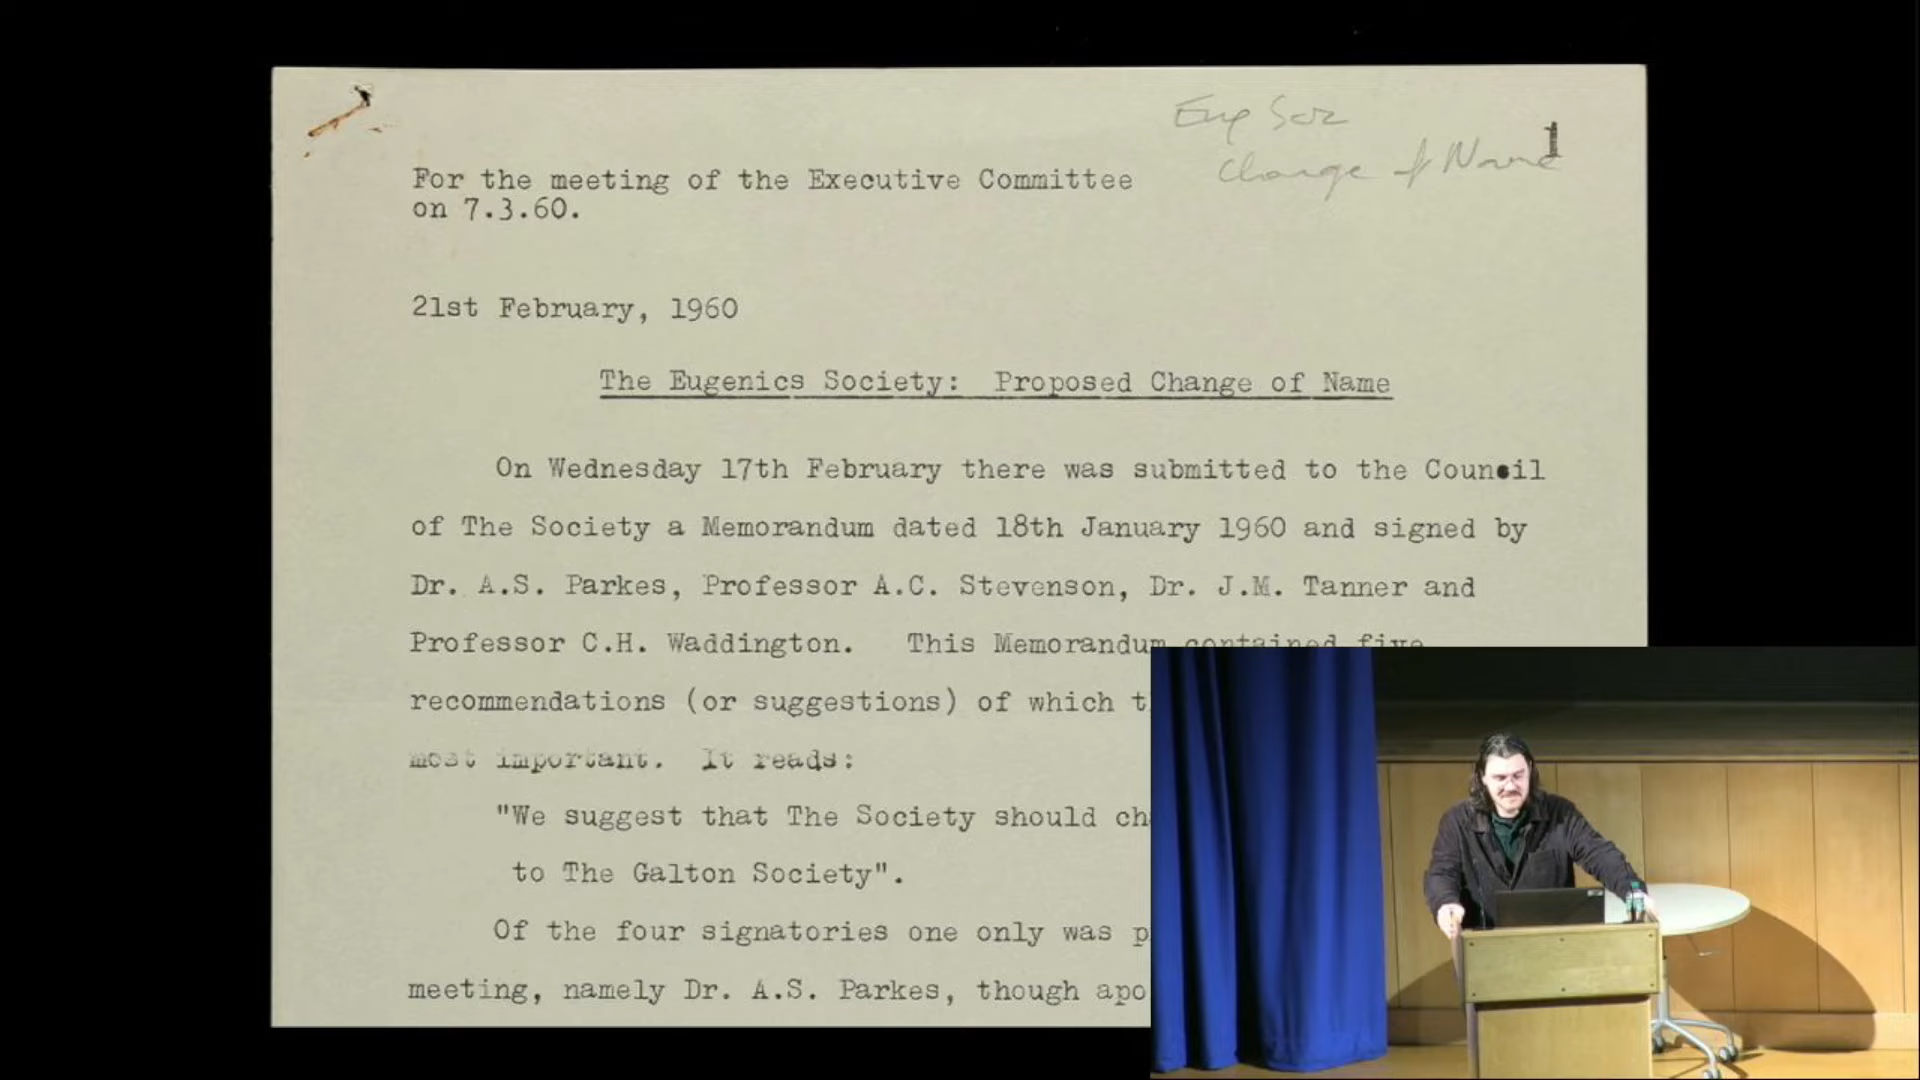 Eug Soc
Change of Name
1
For the meeting of the Executive Committee
on 7.3.60.
21st February, 1960
The Eugenics Society: Proposed Change of Name
On Wednesday 17th February there was submitted to the Council
of The Society a Memorandum dated 18th January 1960 and signed by
Dr. A.S. Parkes, Professor A.C. Stevenson, Dr. J.M. Tanner and
Professor C.H. Waddington. This Memorandum contained five
recommendations (or suggestions) of which
most important. It reads:
"We suggest that The Society should
to The Galton Society".
Of the four signatories one only was
meeting, namely Dr. A.S. Parkes, though